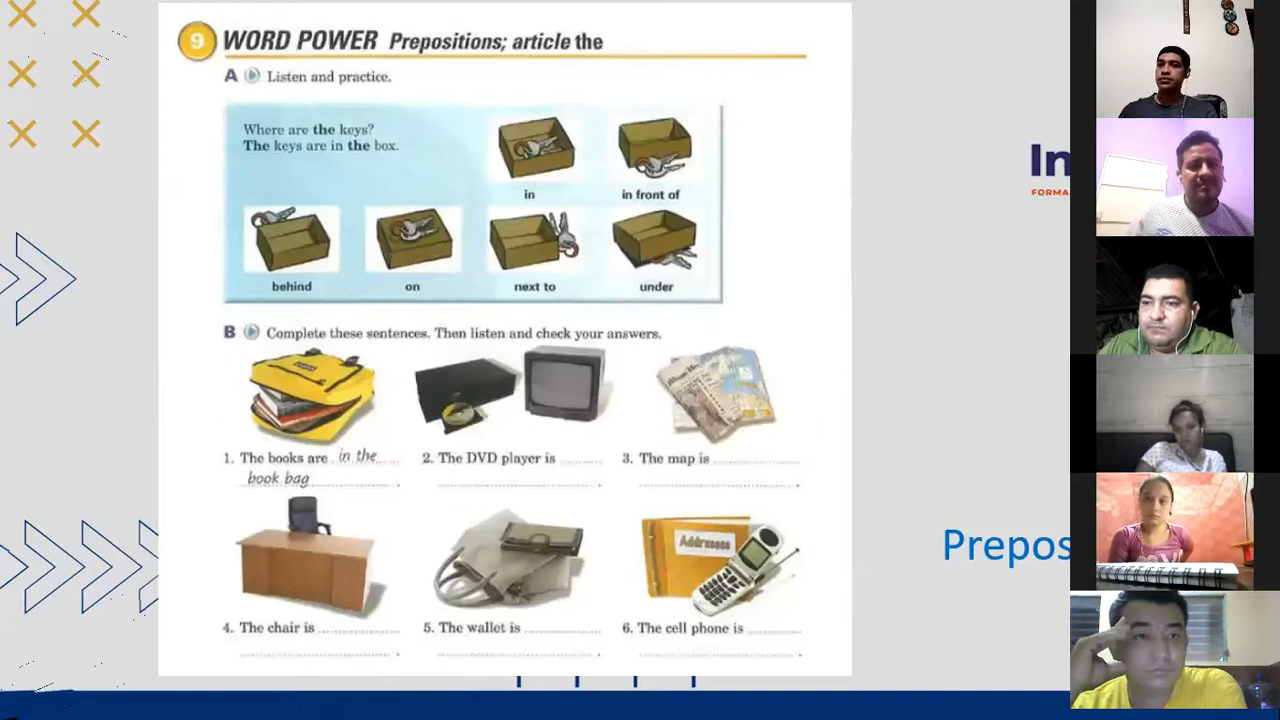 9 WORD POWER Prepositions; article the
A Listen and practice.
Where are the keys?
The keys are in the box.
in
in front of
behind
on
next to
under
B Complete these sentences. Then listen and check your answers.
1. The books are in the
book bag.
2. The DVD player is
3. The map is
Addresses
4. The chair is
5. The wallet is
6. The cell phone is
In
FORMA
Prepos